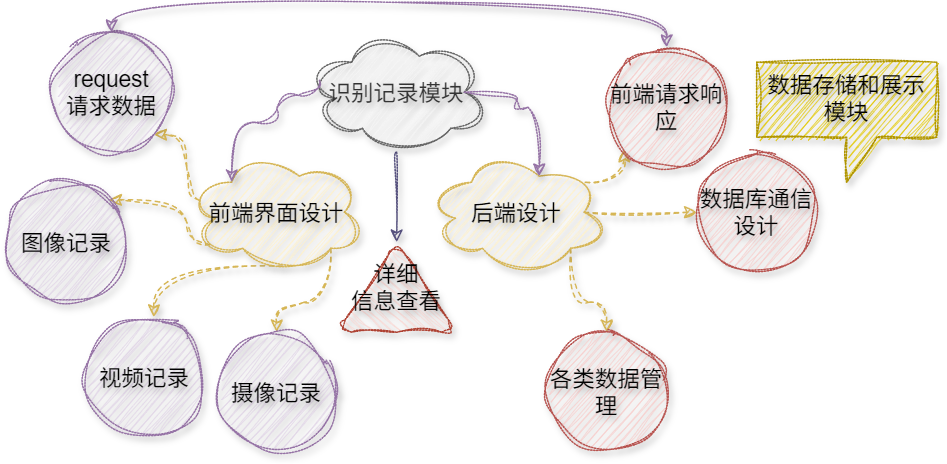 request
请求数据
识别记录模块
前端请求响
应
数据存储和展示
模块
前端界面设计
后端设计
数据库通信
设计
图像记录
详细
信息查看
视频记录
摄像记录
各类数据管
理